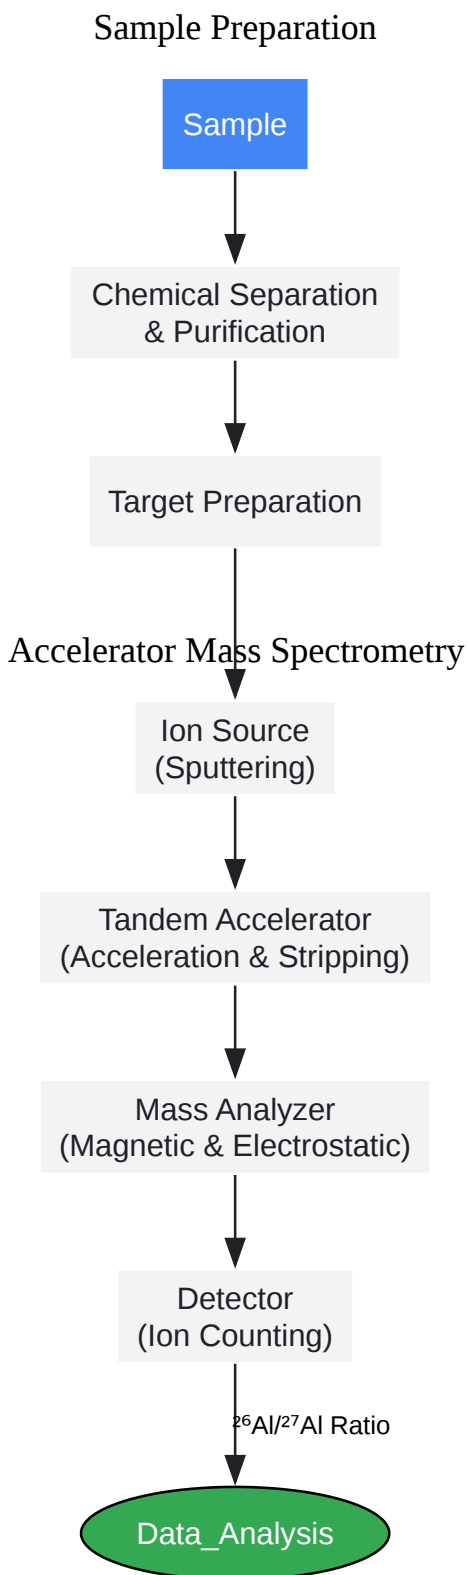 Sample Preparation
Sample
Chemical Separation
& Purification
Target Preparation
Accelerator Mass Spectrometry
Ion Source
(Sputtering)
Tandem Accelerator
(Acceleration & Stripping)
Mass Analyzer
(Magnetic & Electrostatic)
Detector
(Ion Counting)
²⁶Al/²⁷Al Ratio
Data_Analysis